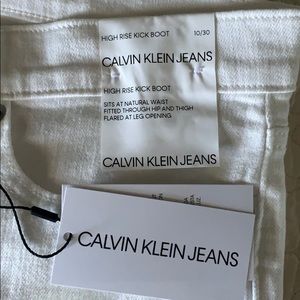 HIGH RISE KICK BOOT 10/30
CALVIN KLEIN JEANS
HIGH RISE KICK BOOT
SITS AT NATURAL WAIST
FITTED THROUGH HIP AND THIGH
FLARED AT LEG OPENING
CALVIN KLEIN JEANS
CALVIN KLEIN JEANS